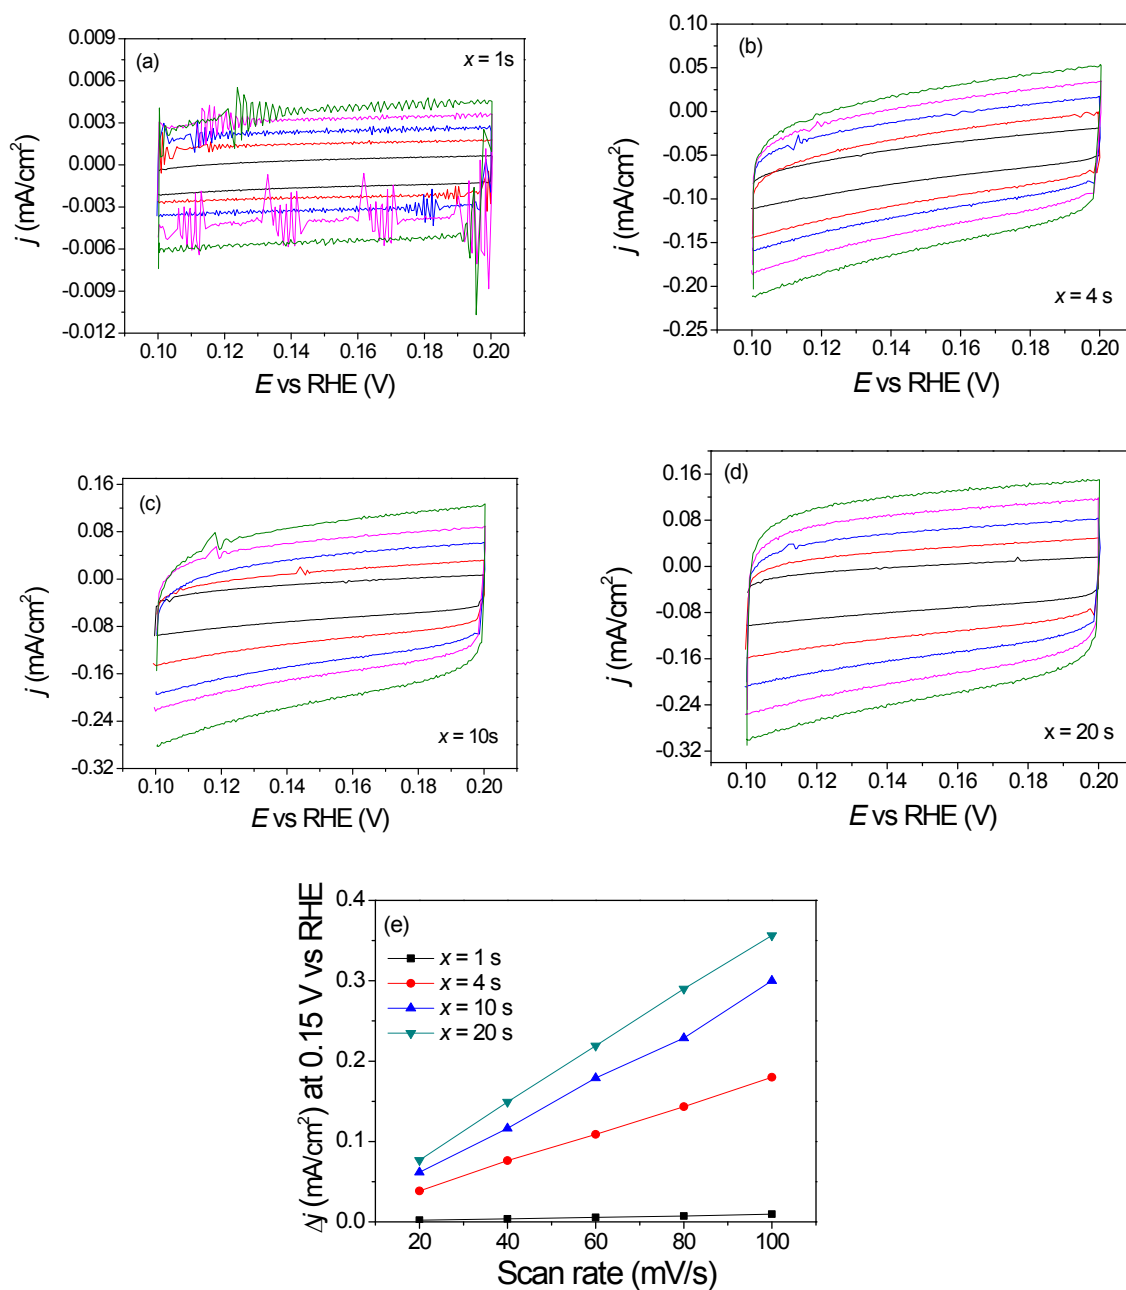 (a)
x = 1s
0.009
0.006
0.003
0.000
-0.003
-0.006
-0.009
-0.012
j (mA/cm²)
0.10 0.12 0.14 0.16 0.18 0.20
E vs RHE (V)
(b)
x = 4 s
0.10
0.05
0.00
-0.05
-0.10
-0.15
-0.20
-0.25
j (mA/cm²)
0.10 0.12 0.14 0.16 0.18 0.20
E vs RHE (V)
(c)
x = 10s
0.16
0.08
0.00
-0.08
-0.16
-0.24
-0.32
j (mA/cm²)
0.10 0.12 0.14 0.16 0.18 0.20
E vs RHE (V)
(d)
x = 20 s
0.16
0.08
0.00
-0.08
-0.16
-0.24
-0.32
j (mA/cm²)
0.10 0.12 0.14 0.16 0.18 0.20
E vs RHE (V)
(e)
x = 1 s
x = 4 s
x = 10 s
x = 20 s
0.4
0.3
0.2
0.1
0.0
Δj (mA/cm²) at 0.15 V vs RHE
20 40 60 80 100
Scan rate (mV/s)